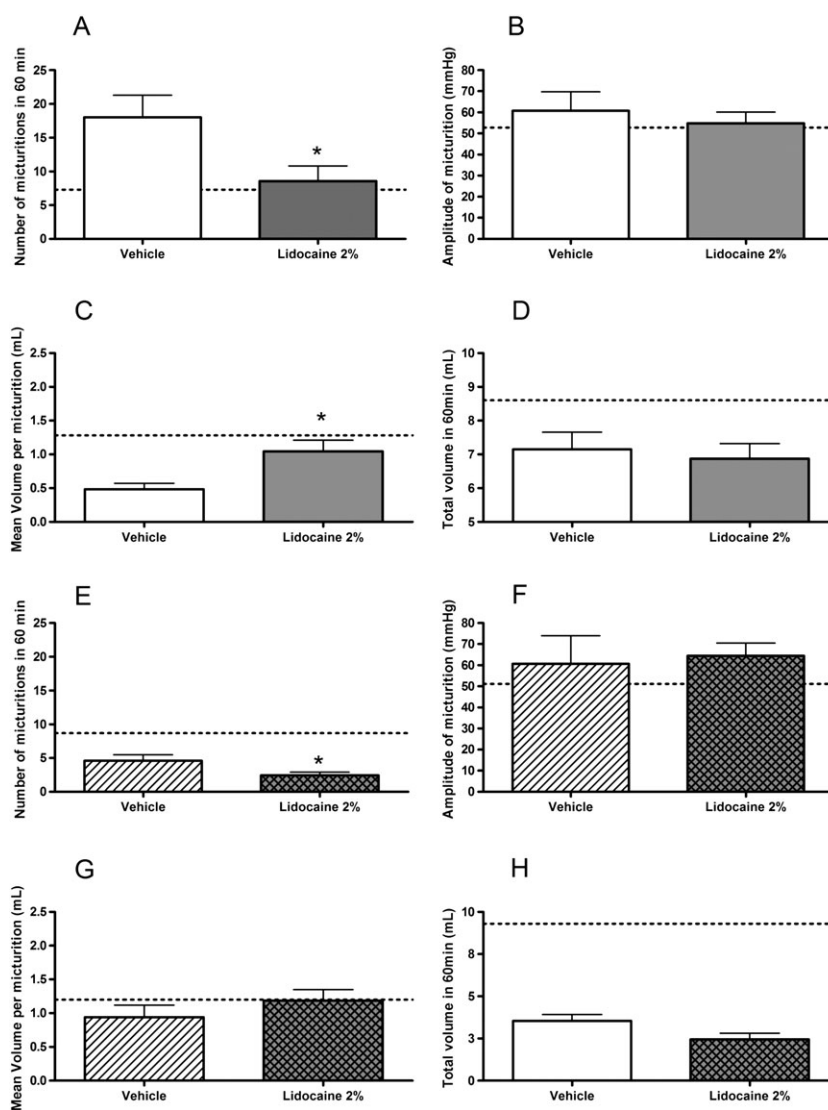 A
Number of micturitions in 60 min
25
20
15
10
5
0
*
Vehicle
Lidocaine 2%
B
Amplitude of micturition (mmHg)
80
70
60
50
40
30
20
10
0
Vehicle
Lidocaine 2%
C
Mean Volume per micturition (mL)
2.5
2.0
1.5
1.0
0.5
0.0
*
Vehicle
Lidocaine 2%
D
Total volume in 60min (mL)
10
9
8
7
6
5
Vehicle
Lidocaine 2%
E
Number of micturitions in 60 min
25
20
15
10
5
0
*
Vehicle
Lidocaine 2%
F
Amplitude of micturition (mmHg)
80
70
60
50
40
30
20
10
0
Vehicle
Lidocaine 2%
G
Mean Volume per micturition (mL)
2.5
2.0
1.5
1.0
0.5
0.0
Vehicle
Lidocaine 2%
H
Total volume in 60min (mL)
10
8
5
3
0
Vehicle
Lidocaine 2%